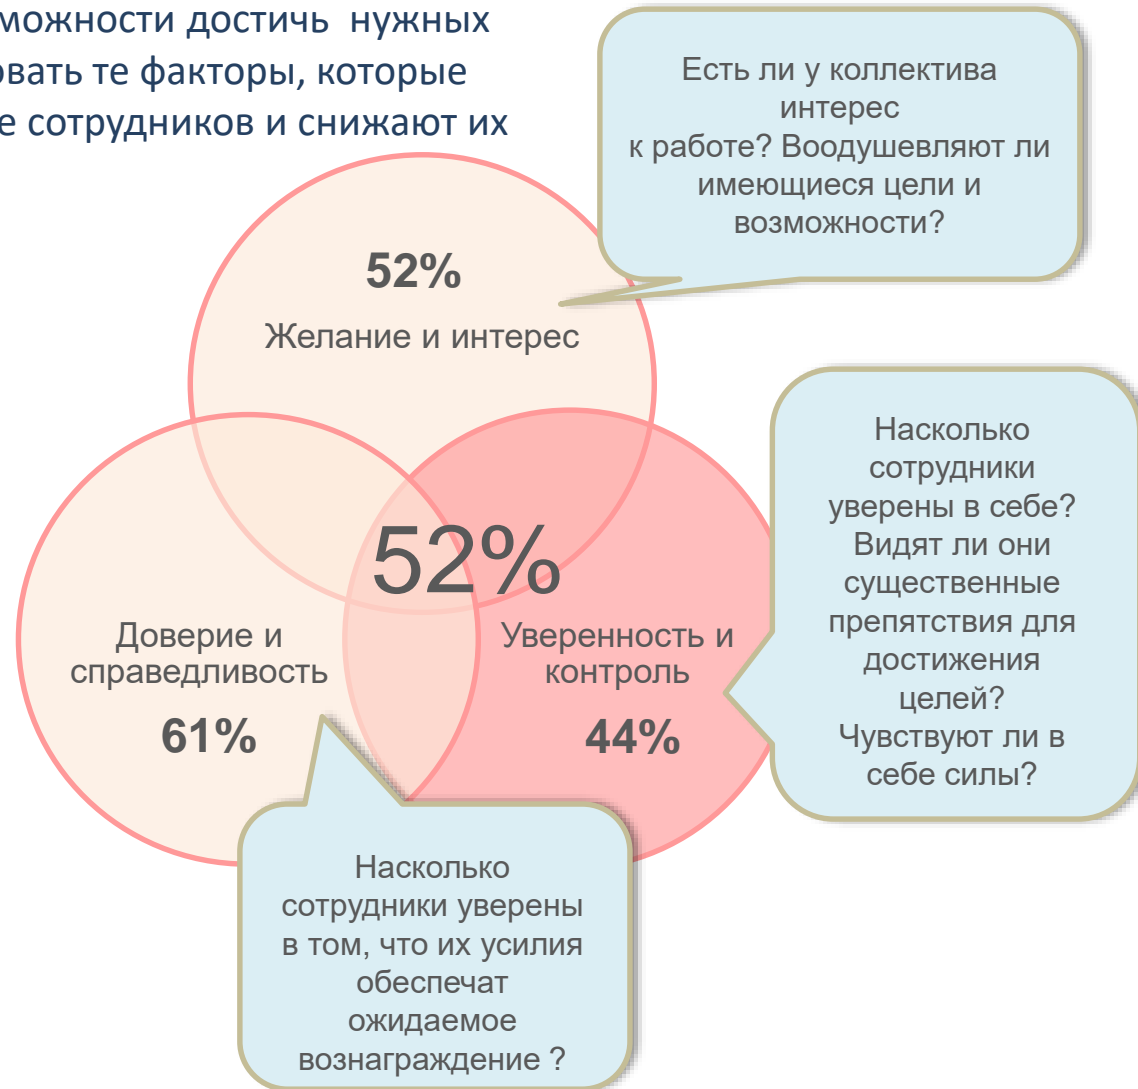 можности достичь нужных
овать те факторы, которые
е сотрудников и снижают их
Есть ли у коллектива
интерес
к работе? Воодушевляют ли
имеющиеся цели и
возможности?
52%
Желание и интерес
Насколько
сотрудники
уверены в себе?
Видят ли они
существенные
препятствия для
достижения
целей?
Чувствуют ли в
себе силы?
52%
Доверие и
справедливость
61%
Уверенность и
контроль
44%
Насколько
сотрудники уверены
в том, что их усилия
обеспечат
ожидаемое
вознаграждение ?